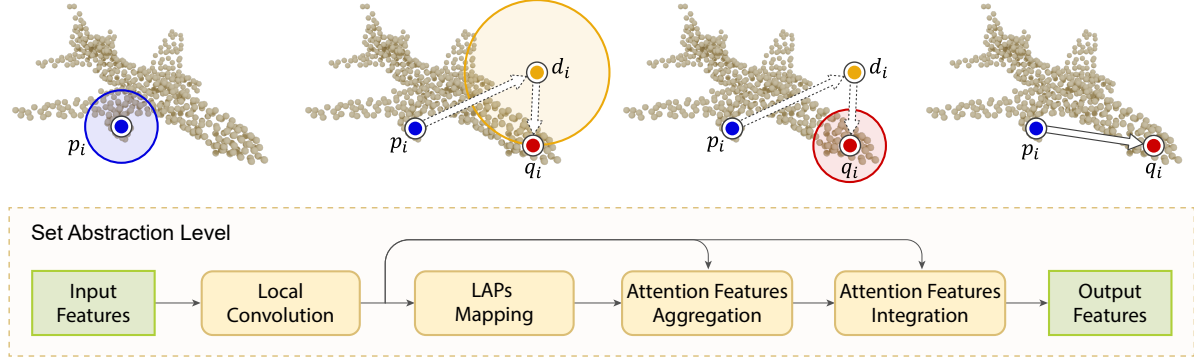 p_i
d_i
p_i
q_i
d_i
p_i
q_i
p_i
q_i
Set Abstraction Level
Input
Features
Local
Convolution
LAPs
Mapping
Attention Features
Aggregation
Attention Features
Integration
Output
Features